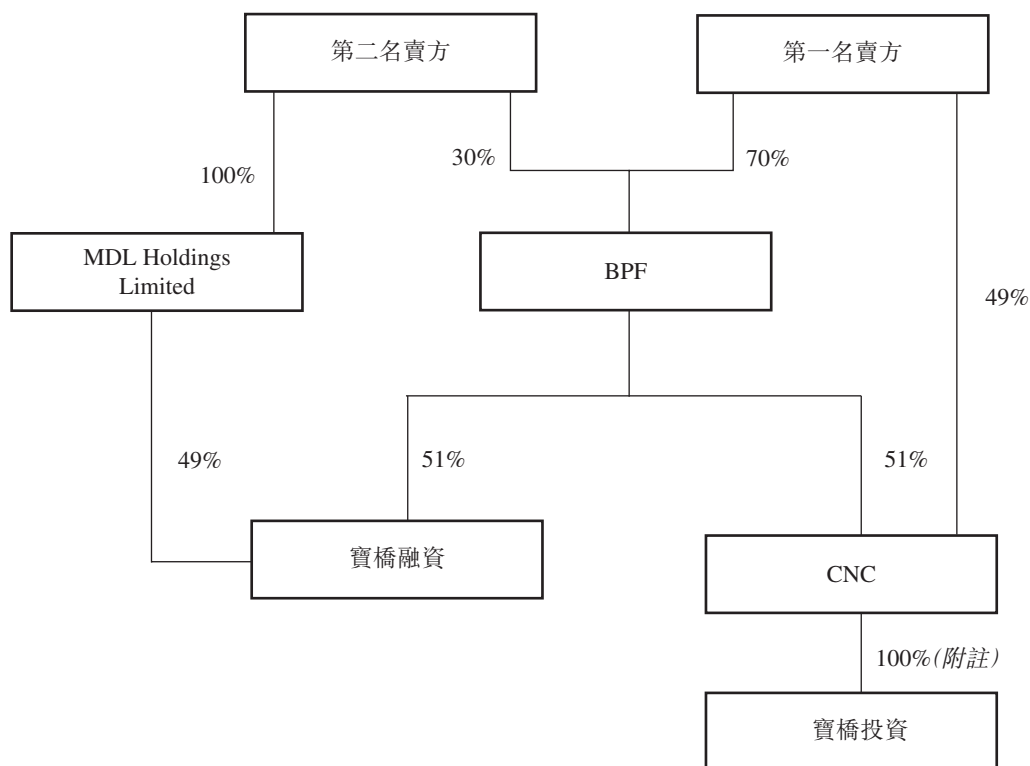 第二名賣方
第一名賣方
100%
30%
70%
MDL Holdings
Limited
BPF
49%
49%
51%
51%
寶橋融資
CNC
100%(附註)
寶橋投資